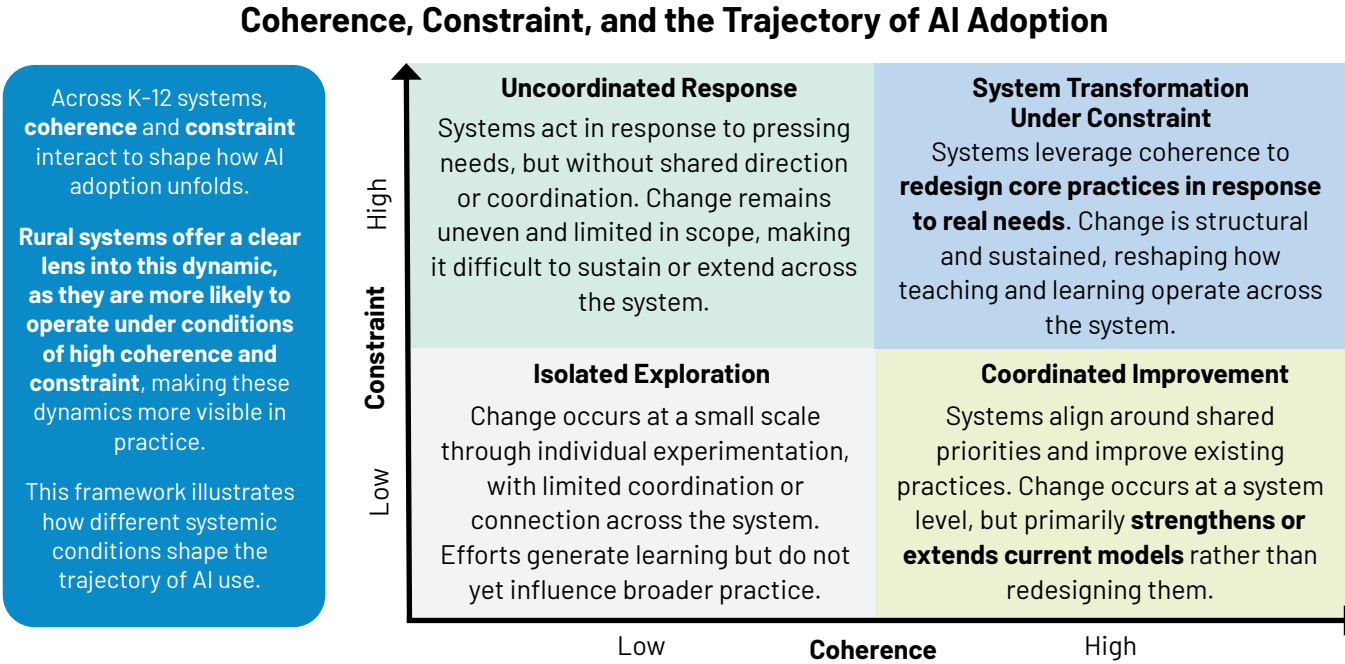 Coherence, Constraint, and the Trajectory of AI Adoption
Across K-12 systems,
coherence and constraint
interact to shape how AI
adoption unfolds.
Rural systems offer a clear
lens into this dynamic,
as they are more likely to
operate under conditions
of high coherence and
constraint, making these
dynamics more visible in
practice.
This framework illustrates
how different systemic
conditions shape the
trajectory of AI use.
Constraint
High
Low
Uncoordinated Response
Systems act in response to pressing
needs, but without shared direction
or coordination. Change remains
uneven and limited in scope, making
it difficult to sustain or extend across
the system.
System Transformation
Under Constraint
Systems leverage coherence to
redesign core practices in response
to real needs. Change is structural
and sustained, reshaping how
teaching and learning operate across
the system.
Isolated Exploration
Change occurs at a small scale
through individual experimentation,
with limited coordination or
connection across the system.
Efforts generate learning but do not
yet influence broader practice.
Coordinated Improvement
Systems align around shared
priorities and improve existing
practices. Change occurs at a system
level, but primarily strengthens or
extends current models rather than
redesigning them.
Low
Coherence
High